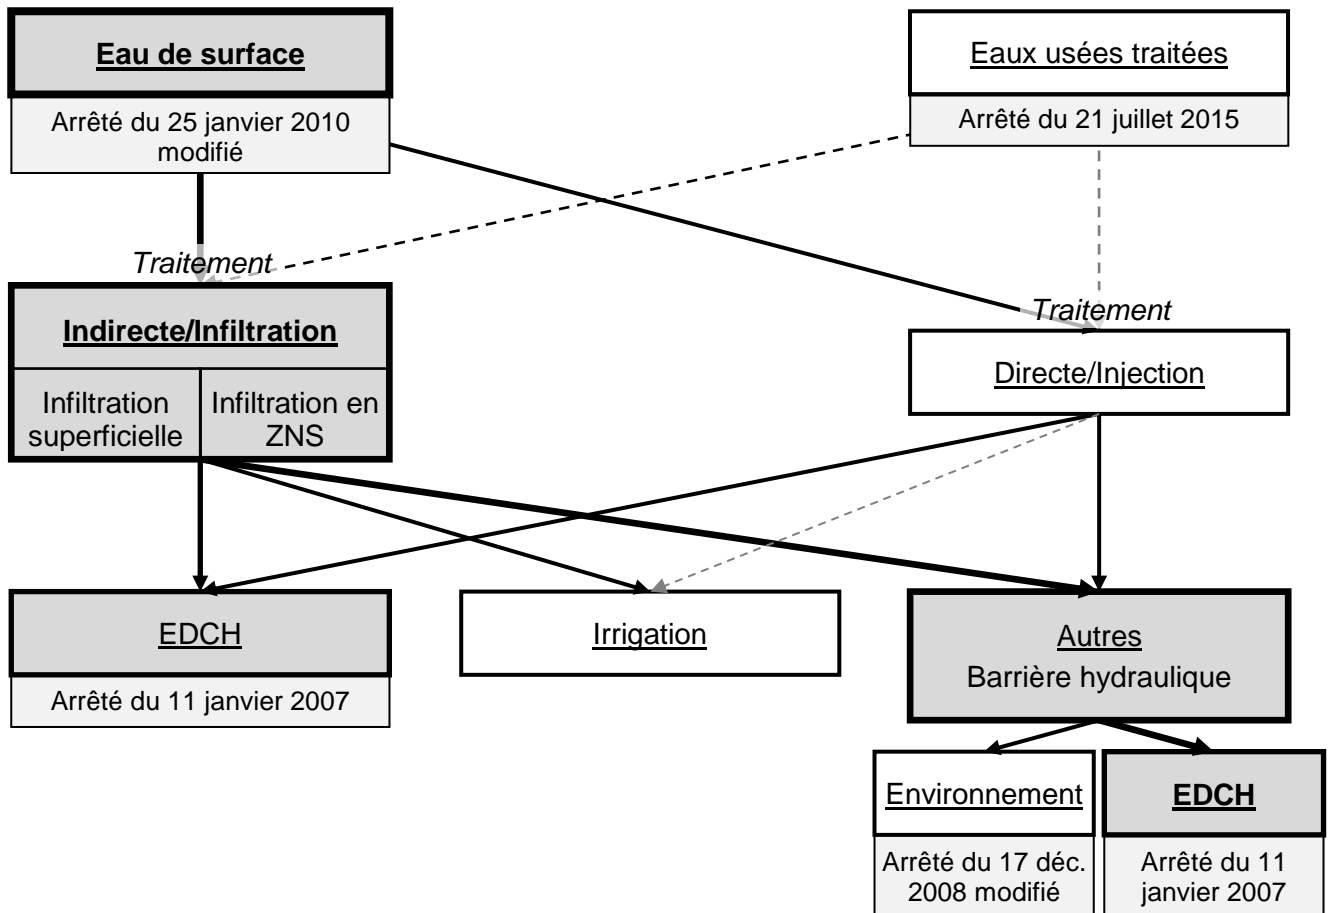 Eau de surface
Arrêté du 25 janvier 2010
modifié
Eaux usées traitées
Arrêté du 21 juillet 2015
Traitement
Traitement
Indirecte/Infiltration
Infiltration
superficielle
Infiltration en
ZNS
Directe/Injection
EDCH
Arrêté du 11 janvier 2007
Irrigation
Autres
Barrière hydraulique
Environnement
Arrêté du 17 déc.
2008 modifié
EDCH
Arrêté du 11
janvier 2007